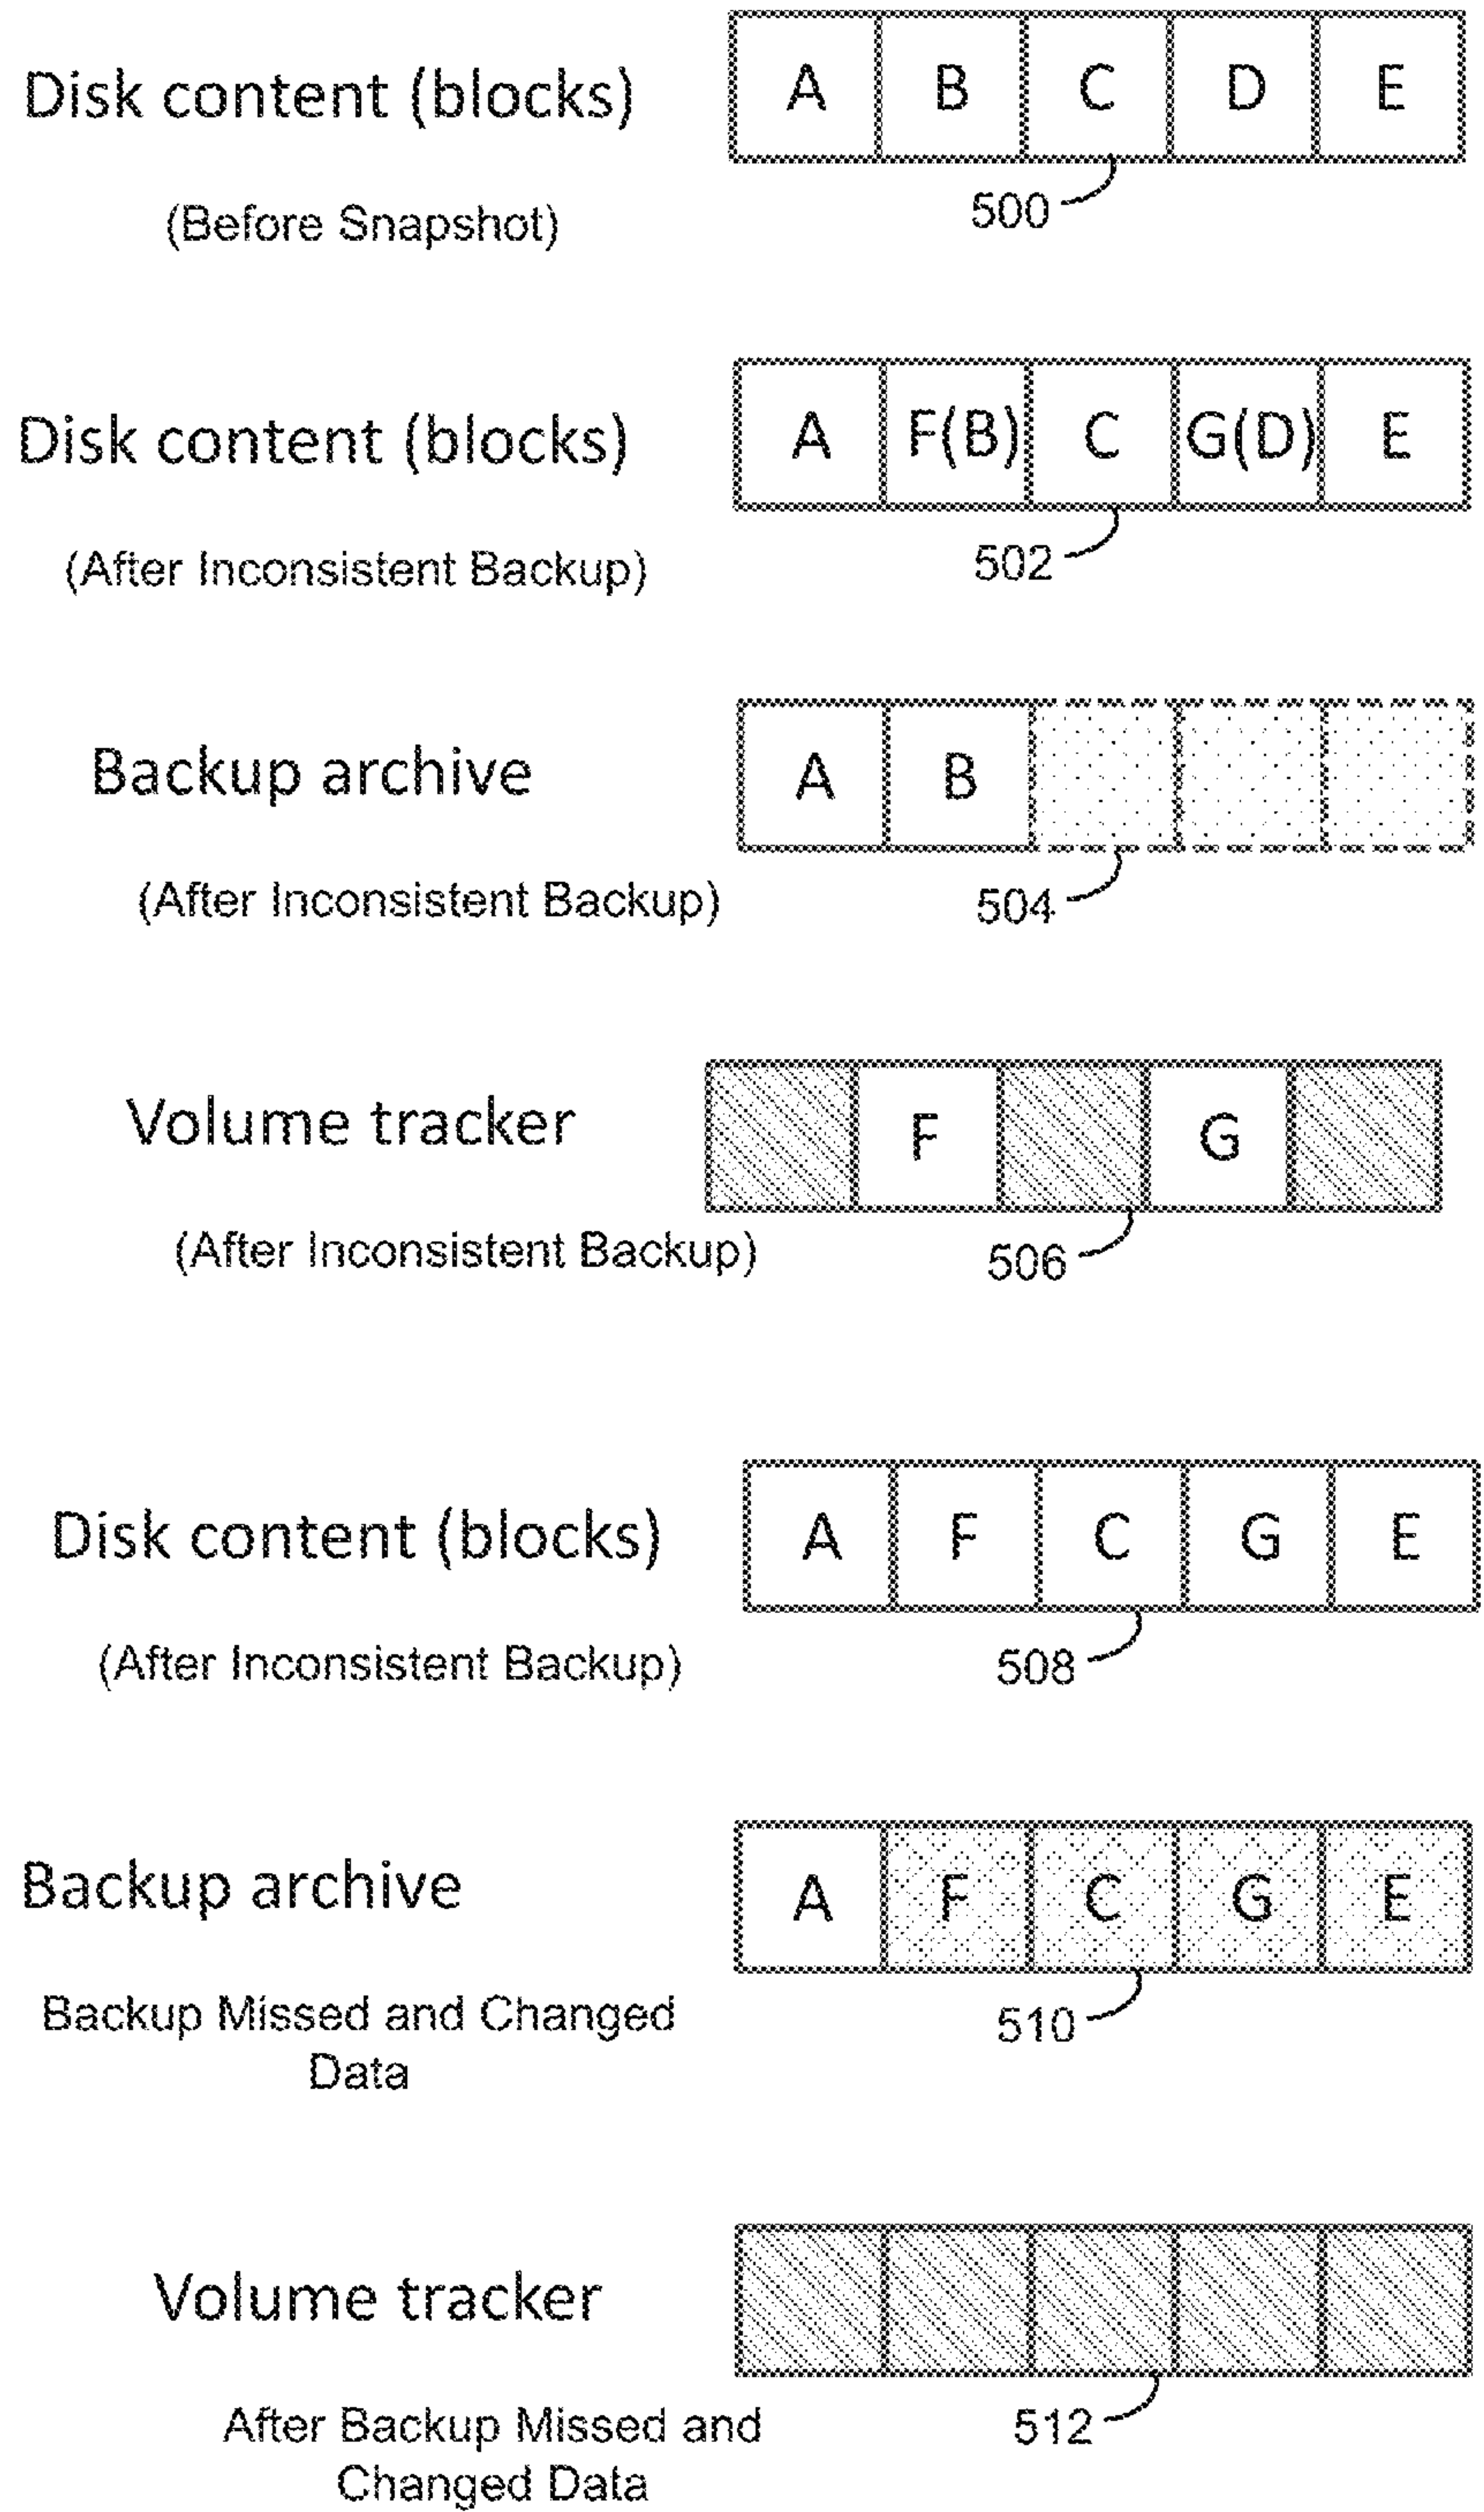 Disk content (blocks)
A B C D E
(Before Snapshot)
500
Disk content (blocks)
A F(B) C G(D) E
(After Inconsistent Backup)
502
Backup archive
A B
(After Inconsistent Backup)
504
Volume tracker
F G
(After Inconsistent Backup)
506
Disk content (blocks)
A F C G E
(After Inconsistent Backup)
508
Backup archive
A F C G E
Backup Missed and Changed
Data
510
Volume tracker
After Backup Missed and
Changed Data
512